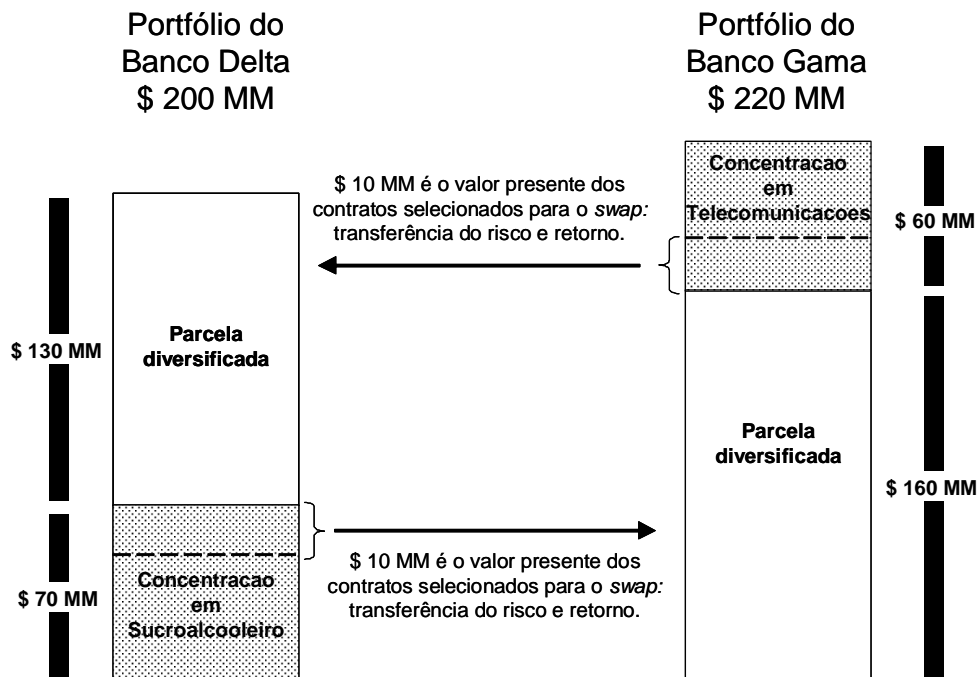 Portfólio do
Banco Delta
$ 200 MM
Portfólio do
Banco Gama
$ 220 MM
$ 10 MM é o valor presente dos
contratos selecionados para o swap:
transferência do risco e retorno.
Concentracao
em
Telecomunicacoes
$ 60 MM
$ 130 MM
Parcela
diversificada
Parcela
diversificada
$ 160 MM
$ 70 MM
Concentracao
em
Sucroalcooleiro
$ 10 MM é o valor presente dos
contratos selecionados para o swap:
transferência do risco e retorno.